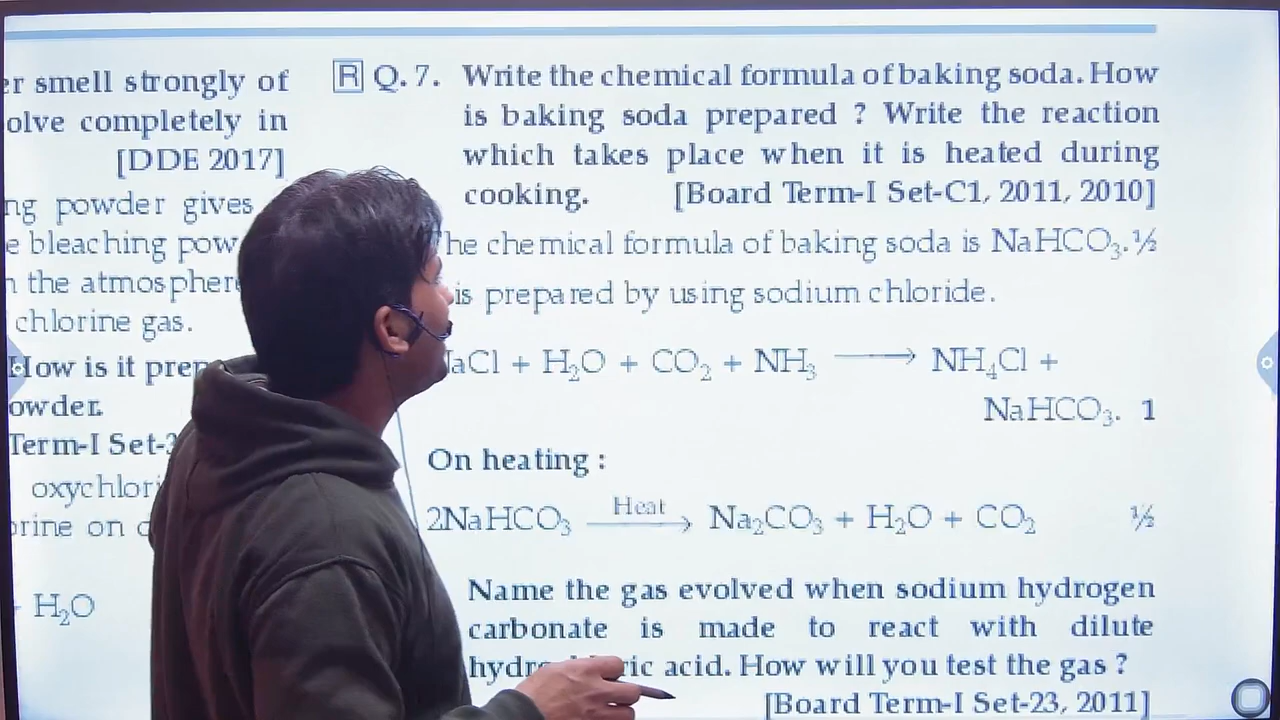 er smell strongly of
olve completely in
[DDE 2017]
ng powder gives
e bleaching pow
n the atmospher
chlorine gas.
How is it prep
owder.
Term-I Set-3
oxychlori
orine on
H₂O
R Q. 7. Write the chemical formula of baking soda. How
is baking soda prepared ? Write the reaction
which takes place when it is heated during
cooking. [Board Term-I Set-C1, 2011, 2010]
he chemical formula of baking soda is NaHCO₃. ½
is prepared by using sodium chloride.
NaCl + H₂O + CO₂ + NH₃ ⟶ NH₄Cl +
NaHCO₃. 1
On heating :
2NaHCO₃ —Heat→ Na₂CO₃ + H₂O + CO₂ ½
Name the gas evolved when sodium hydrogen
carbonate is made to react with dilute
ric acid. How will you test the gas ?
[Board Term-I Set-23, 2011]